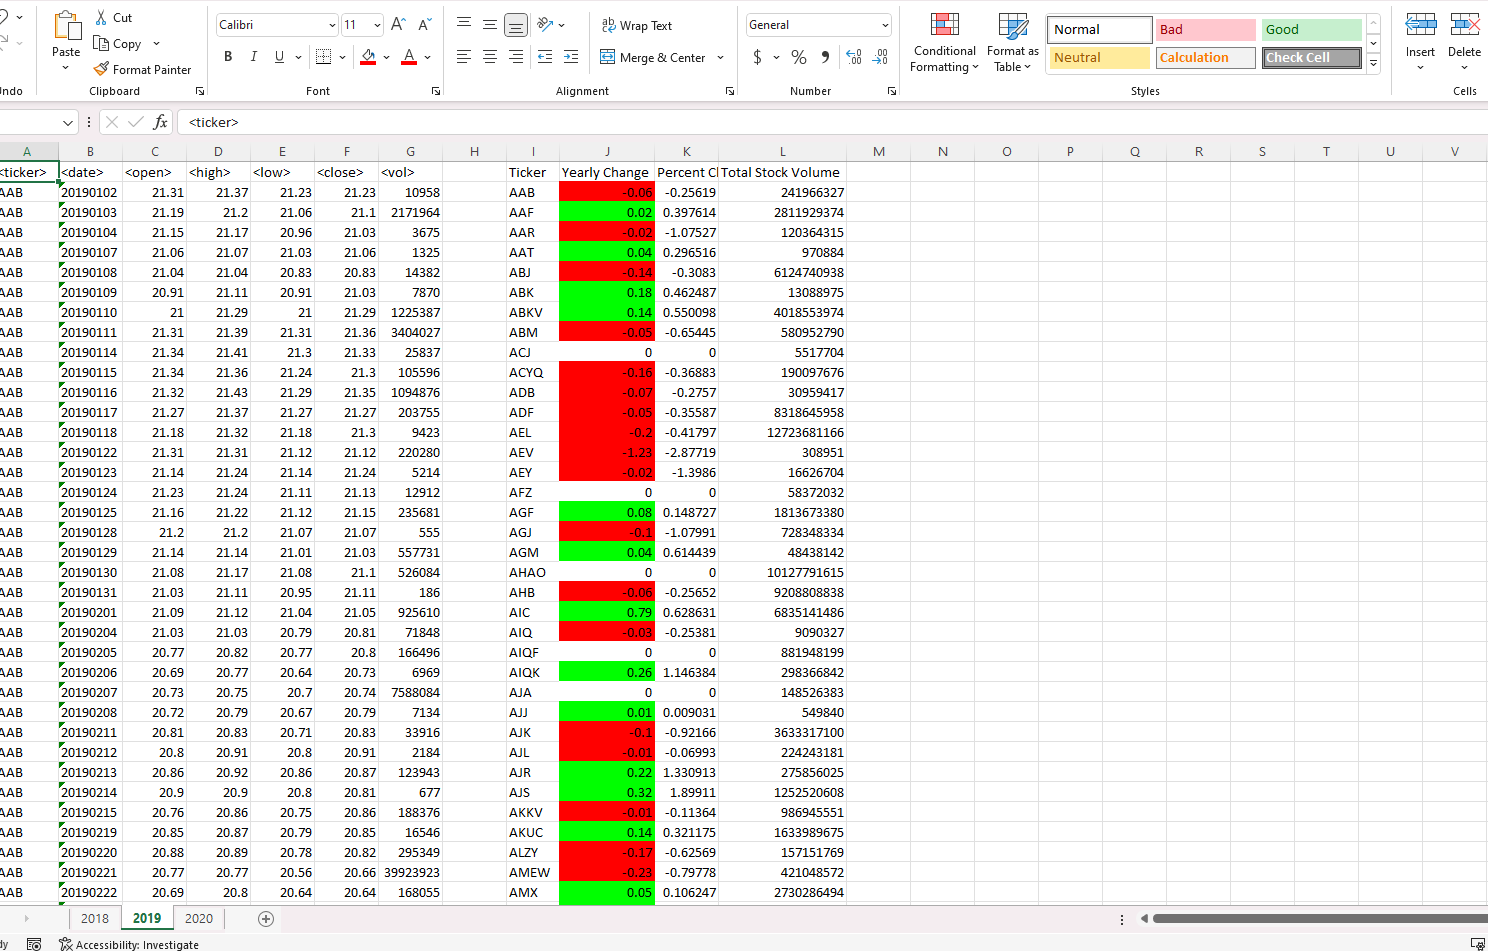 Cut Calibri 11 A A ab Wrap Text General Normal Bad Good
Paste Copy Conditional Formatting Format as Table Insert Delete
Format Painter B I U A Merge & Center $ % , Neutral Calculation Check Cell
ndo Clipboard Font Alignment Number Styles Cells
fx <ticker>
A B C D E F G H I J K L M N O P Q R S T U V
<ticker> <date> <open> <high> <low> <close> <vol> Ticker Yearly Change Percent Cl Total Stock Volume
AAB 20190102 21.31 21.37 21.23 21.23 10958 AAB -0.06 -0.25619 241966327
AAB 20190103 21.19 21.2 21.06 21.1 2171964 AAF 0.02 0.397614 2811929374
AAB 20190104 21.15 21.17 20.96 21.03 3675 AAR -0.02 -1.07527 120364315
AAB 20190107 21.06 21.07 21.03 21.06 1325 AAT 0.04 0.296516 970884
AAB 20190108 21.04 21.04 20.83 20.83 14382 ABJ -0.14 -0.3083 6124740938
AAB 20190109 20.91 21.11 20.91 21.03 7870 ABK 0.18 0.462487 13088975
AAB 20190110 21 21.29 21 21.29 1225387 ABKV 0.14 0.550098 4018553974
AAB 20190111 21.31 21.39 21.31 21.36 3404027 ABM -0.05 -0.65445 580952790
AAB 20190114 21.34 21.41 21.3 21.33 25837 ACJ 0 0 5517704
AAB 20190115 21.34 21.36 21.24 21.3 105596 ACYQ -0.16 -0.36883 190097676
AAB 20190116 21.32 21.43 21.29 21.35 1094876 ADB -0.07 -0.2757 30959417
AAB 20190117 21.27 21.37 21.27 21.27 203755 ADF -0.05 -0.35587 8318645958
AAB 20190118 21.18 21.32 21.18 21.3 9423 AEL -0.2 -0.41797 12723681166
AAB 20190122 21.31 21.31 21.12 21.12 220280 AEV -1.23 -2.87719 308951
AAB 20190123 21.14 21.24 21.14 21.24 5214 AEY -0.02 -1.3986 16626704
AAB 20190124 21.23 21.24 21.11 21.13 12912 AFZ 0 0 58372032
AAB 20190125 21.16 21.22 21.12 21.15 235681 AGF 0.08 0.148727 1813673380
AAB 20190128 21.2 21.2 21.07 21.07 555 AGJ -0.1 -1.07991 728348334
AAB 20190129 21.14 21.14 21.01 21.03 557731 AGM 0.04 0.614439 48438142
AAB 20190130 21.08 21.17 21.08 21.1 526084 AHAO 0 0 10127791615
AAB 20190131 21.03 21.11 20.95 21.11 186 AHB -0.06 -0.25652 9208808838
AAB 20190201 21.09 21.12 21.04 21.05 925610 AIC 0.79 0.628631 6835141486
AAB 20190204 21.03 21.03 20.79 20.81 71848 AIQ -0.03 -0.25381 9090327
AAB 20190205 20.77 20.82 20.77 20.8 166496 AIQF 0 0 881948199
AAB 20190206 20.69 20.77 20.64 20.73 6969 AIQK 0.26 1.146384 298366842
AAB 20190207 20.73 20.75 20.7 20.74 7588084 AJA 0 0 148526383
AAB 20190208 20.72 20.79 20.67 20.79 7134 AJJ 0.01 0.009031 549840
AAB 20190211 20.81 20.83 20.71 20.83 33916 AJK -0.1 -0.92166 3633317100
AAB 20190212 20.8 20.91 20.8 20.91 2184 AJL -0.01 -0.06993 224243181
AAB 20190213 20.86 20.92 20.86 20.87 123943 AJR 0.22 1.330913 275856025
AAB 20190214 20.9 20.9 20.8 20.81 677 AJS 0.32 1.89911 1252520608
AAB 20190215 20.76 20.86 20.75 20.86 188376 AKKV -0.01 -0.11364 986945551
AAB 20190219 20.85 20.87 20.79 20.85 16546 AKUC 0.14 0.321175 1633989675
AAB 20190220 20.88 20.89 20.78 20.82 295349 ALZY -0.17 -0.62569 157151769
AAB 20190221 20.77 20.77 20.56 20.66 39923923 AMEW -0.23 -0.79778 421048572
AAB 20190222 20.69 20.8 20.64 20.64 168055 AMX 0.05 0.106247 2730286494
2018 2019 2020
dy Accessibility: Investigate